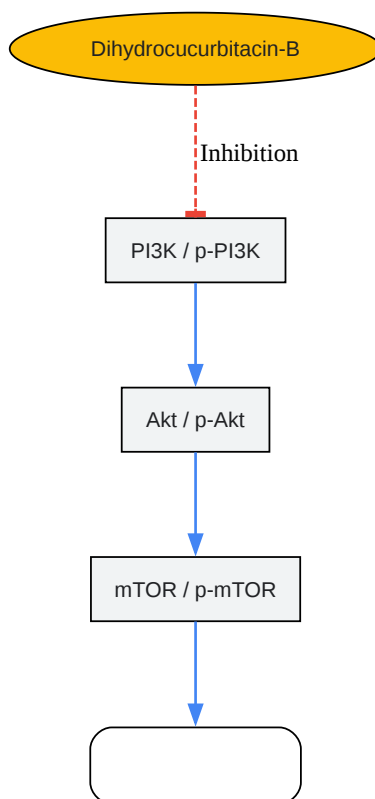 Dihydrocucurbitacin-B
Inhibition
PI3K / p-PI3K
Akt / p-Akt
mTOR / p-mTOR